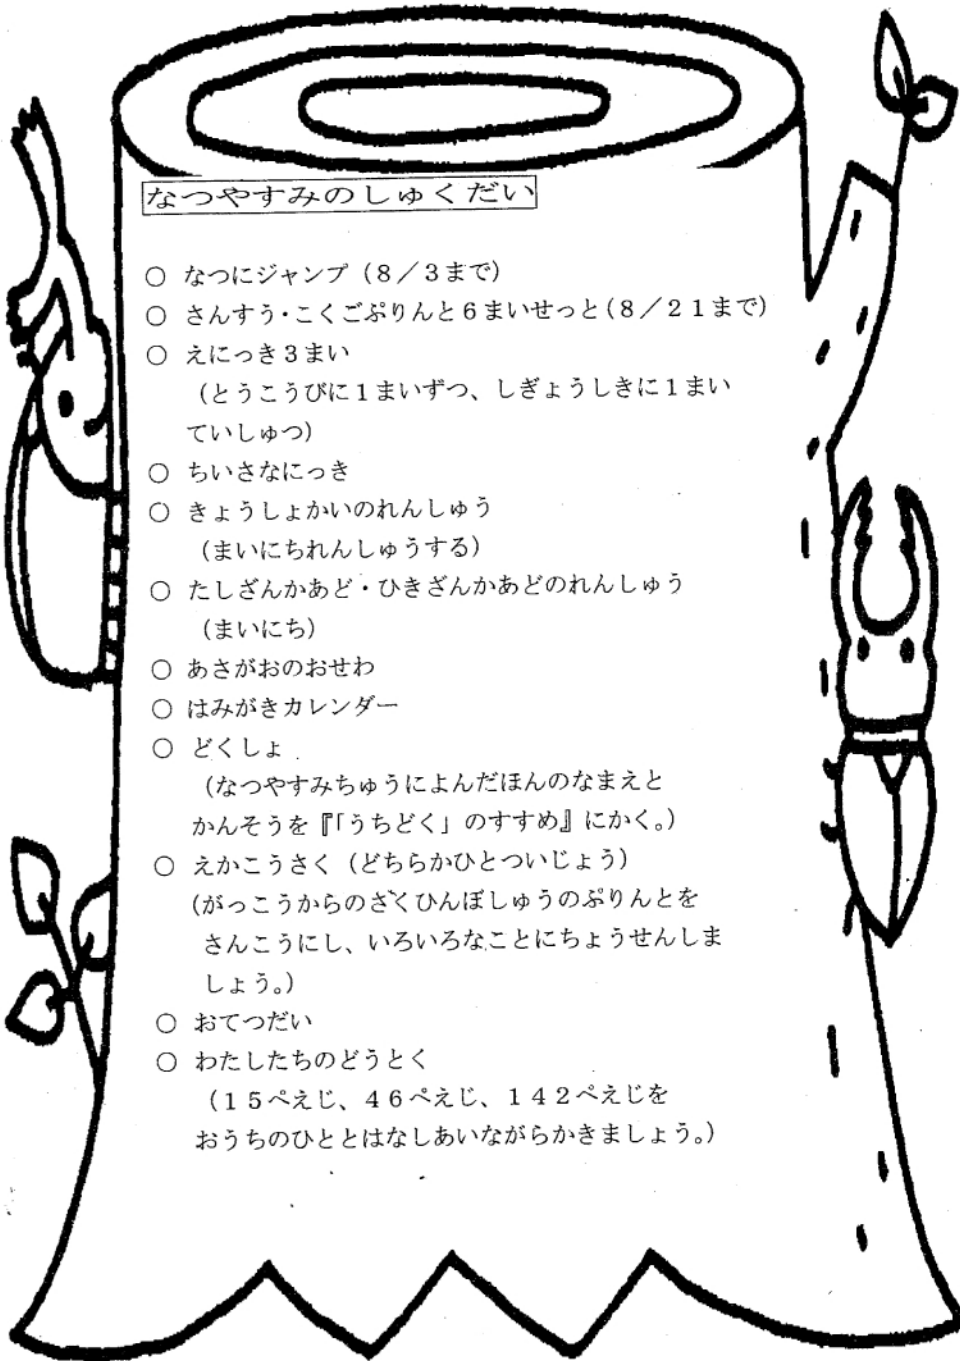 なつやすみのしゅくだい
○ なつにジャンプ(8/3まで)
○ さんすう・こくごぷりんと6まいせっと(8/21まで)
○ えにっき3まい
(とうこうびに1まいずつ、しぎょうしきに1まい
ていしゅつ)
○ ちいさなにっき
○ きょうしょかいのれんしゅう
(まいにちれんしゅうする)
○ たしざんかあど・ひきざんかあどのれんしゅう
(まいにち)
○ あさがおのおせわ
○ はみがきカレンダー
○ どくしょ
(なつやすみちゅうによんだほんのなまえと
かんそうを『「うちどく」のすすめ』にかく。)
○ えかこうさく(どちらかひとついじょう)
(がっこうからのさくひんぼしゅうのぷりんとを
さんこうにし、いろいろなことにちょうせんしま
しょう。)
○ おてつだい
○ わたしたちのどうとく
(15ぺえじ、46ぺえじ、142ぺえじを
おうちのひととはなしあいながらかきましょう。)